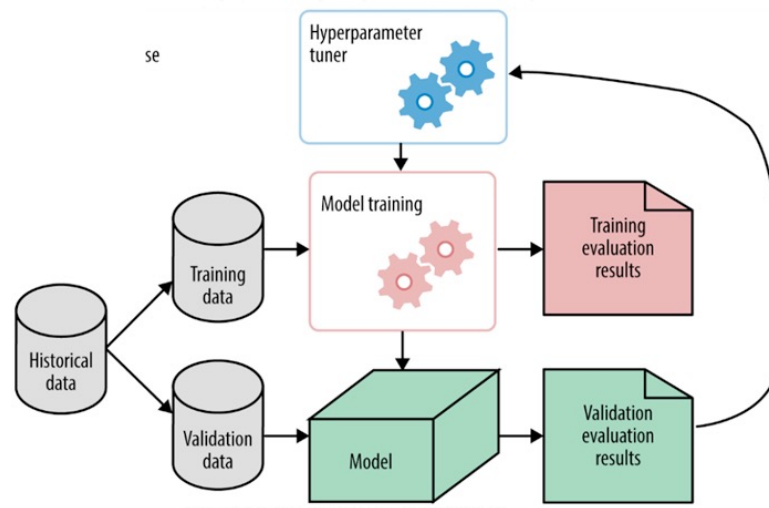 se
Hyperparameter
tuner
Model training
Training
evaluation
results
Training
data
Historical
data
Validation
data
Model
Validation
evaluation
results